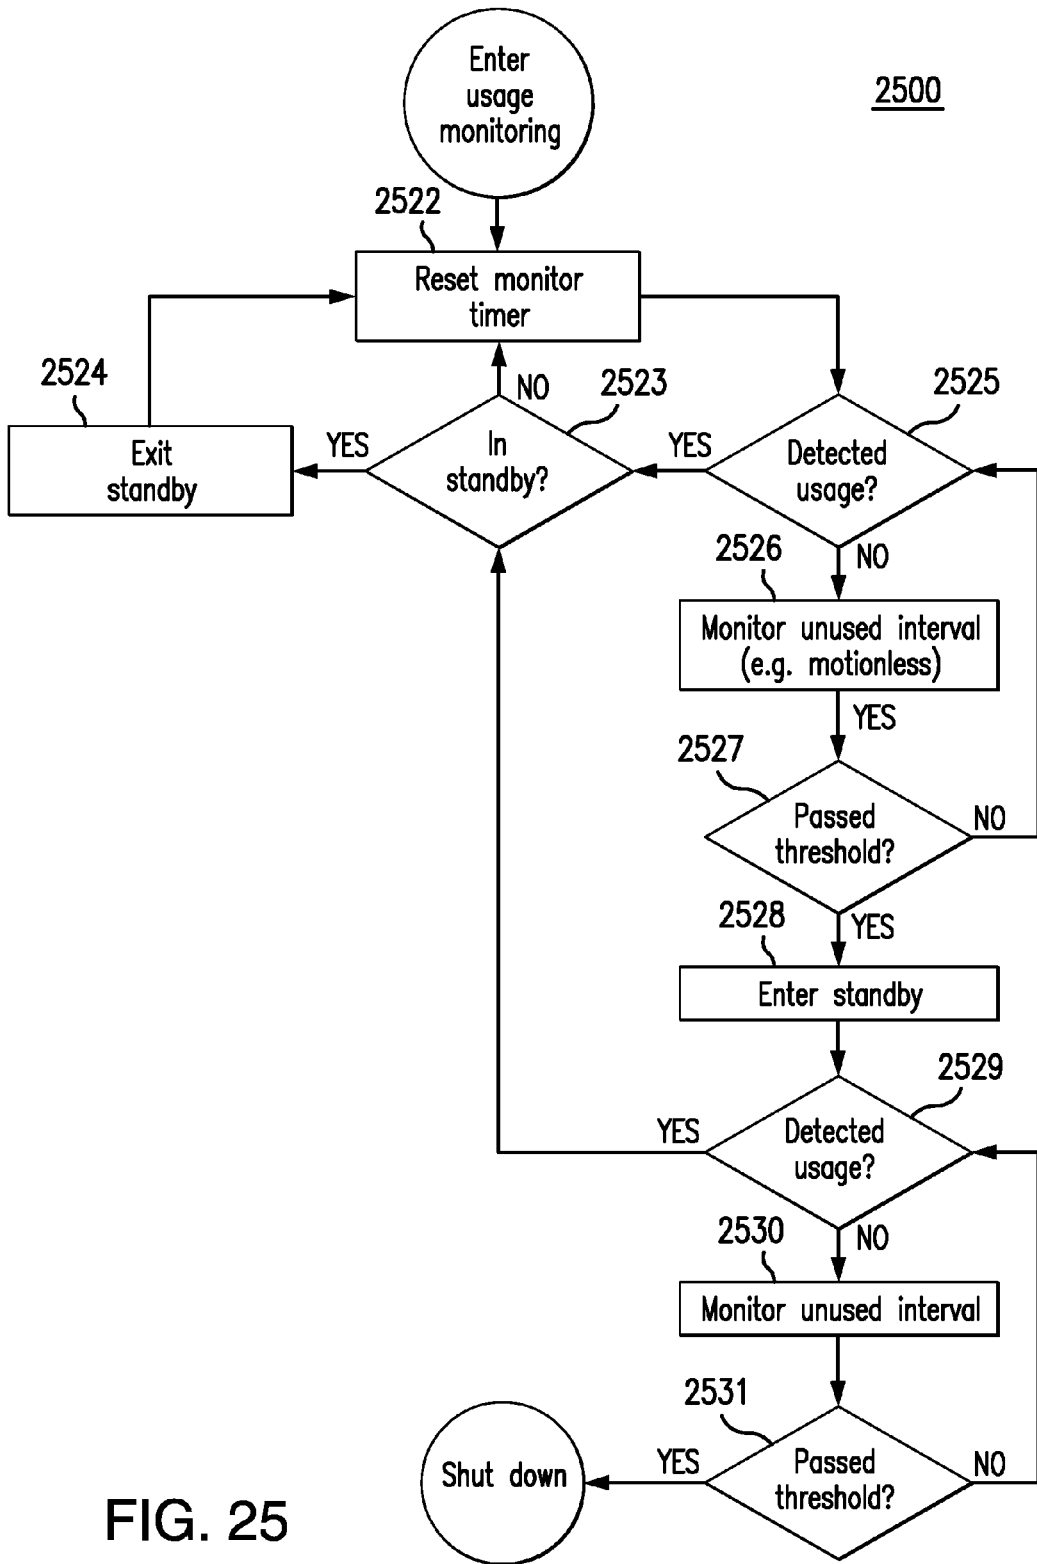 Enter
usage
monitoring
2500
2522
Reset monitor
timer
2524
NO
2523
2525
Exit
standby
YES
In
standby?
YES
Detected
usage?
2526
NO
Monitor unused interval
(e.g. motionless)
YES
2527
Passed
threshold?
NO
2528
YES
Enter standby
2529
YES
Detected
usage?
2530
NO
Monitor unused interval
2531
Shut down
YES
Passed
threshold?
NO
FIG. 25